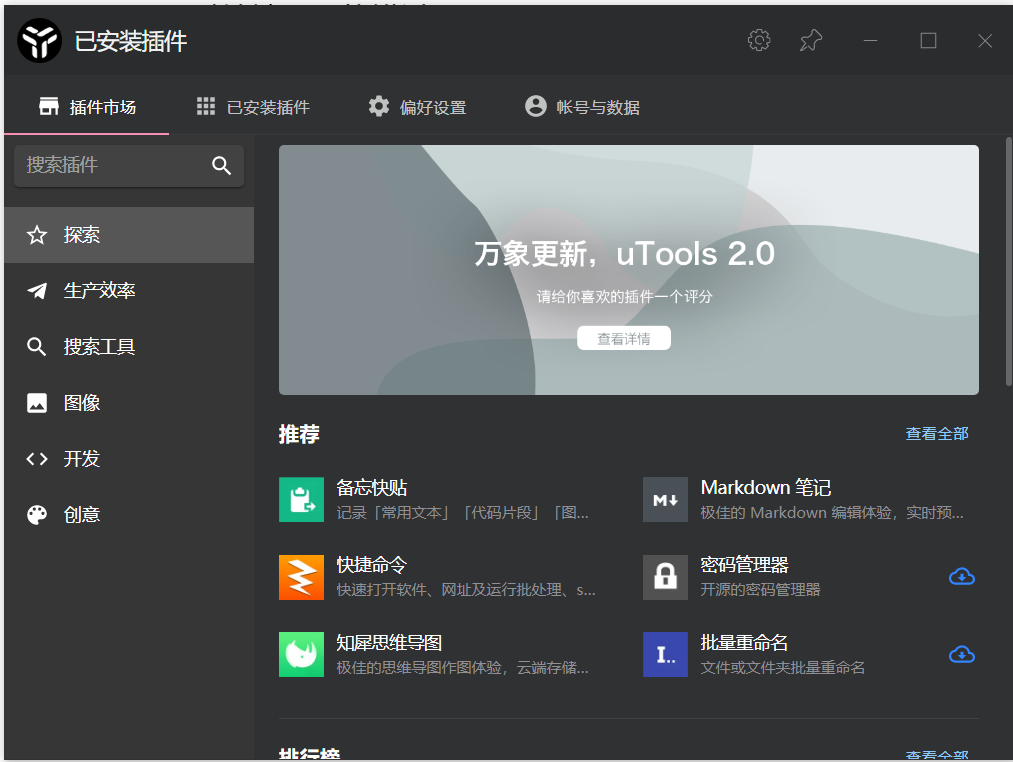 已安装插件
插件市场 已安装插件 偏好设置 帐号与数据
搜索插件
探索
生产效率
搜索工具
图像
开发
创意
万象更新，uTools 2.0
请给你喜欢的插件一个评分
查看详情
推荐 查看全部
备忘快贴
记录「常用文本」「代码片段」「图...
Markdown 笔记
极佳的 Markdown 编辑体验，实时预...
快捷命令
快速打开软件、网址及运行批处理、s...
密码管理器
开源的密码管理器
知犀思维导图
极佳的思维导图作图体验，云端存储...
I..
批量重命名
文件或文件夹批量重命名
排行榜 查看全部